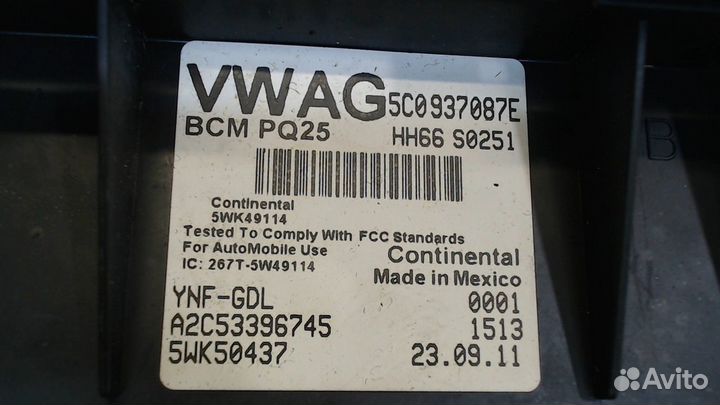 VWAG 5C0937087E
BCM PQ25 HH66 S0251
Continental
5WK49114
Tested To Comply With FCC Standards
For AutoMobile Use
IC: 267T-5W49114
Continental
Made in Mexico
YNF-GDL 0001
A2C53396745 1513
5WK50437 23.09.11
B
Avito